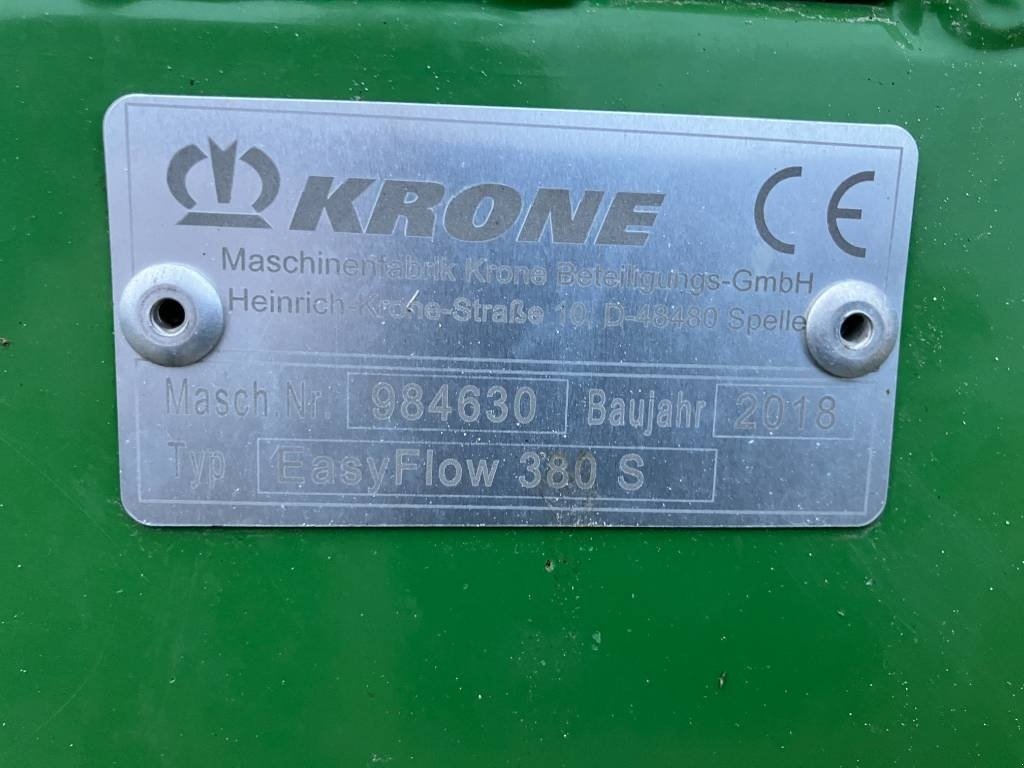 KRONE CE
Maschinenfabrik Krone Beteiligungs-GmbH
Heinrich-Krone-Straße 10, D-48480 Spelle
Masch.Nr. 984630 Baujahr 2018
Typ EasyFlow 380 S